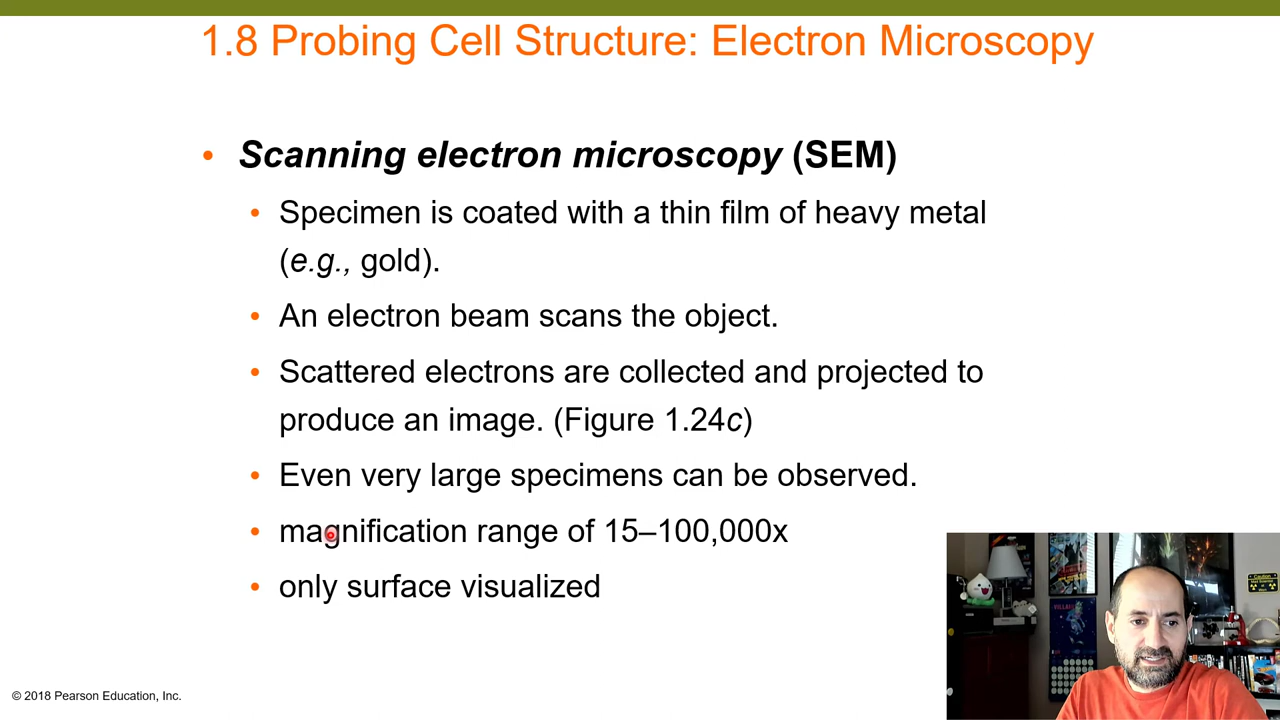 1.8 Probing Cell Structure: Electron Microscopy
• Scanning electron microscopy (SEM)
• Specimen is coated with a thin film of heavy metal
(e.g., gold).
• An electron beam scans the object.
• Scattered electrons are collected and projected to
produce an image. (Figure 1.24c)
• Even very large specimens can be observed.
• magnification range of 15–100,000x
• only surface visualized
© 2018 Pearson Education, Inc.
VILLAI
Caution